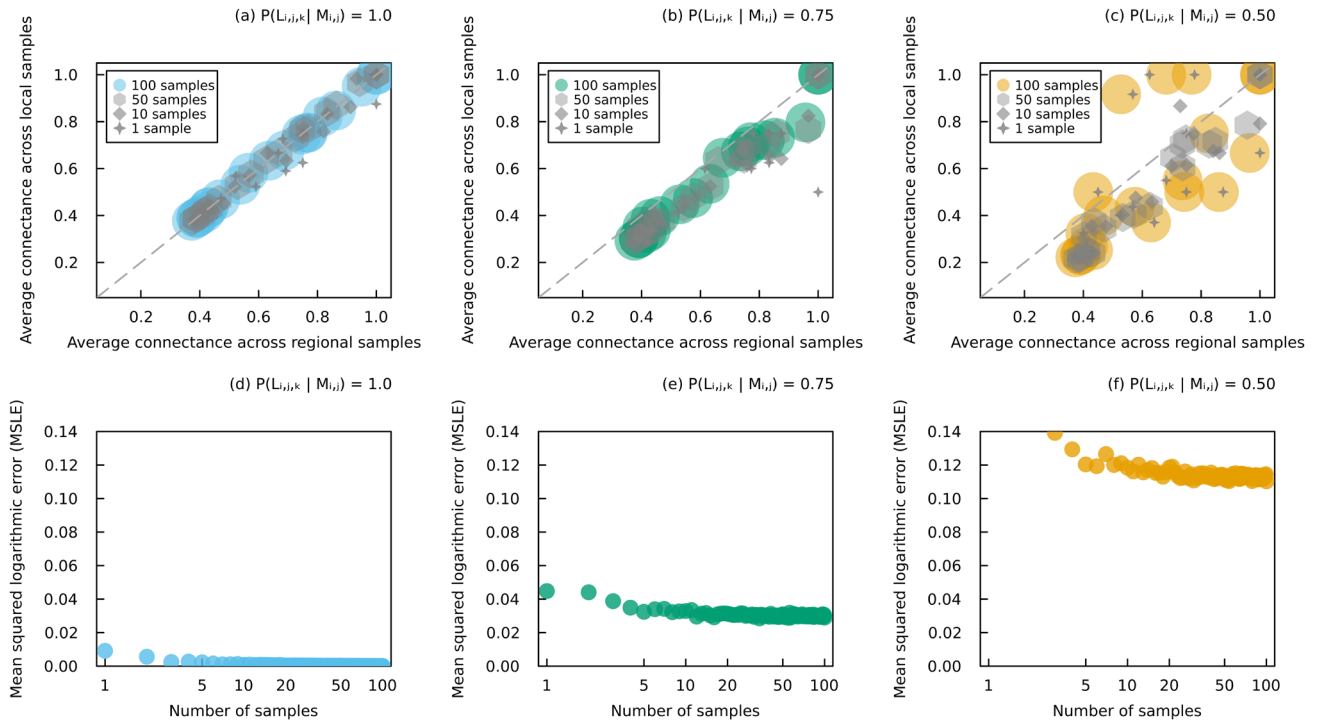 (a) P(Lᵢ,ⱼ,ₖ| Mᵢ,ⱼ) = 1.0
Average connectance across local samples
1.0
0.8
0.6
0.4
0.2
100 samples
50 samples
10 samples
1 sample
0.2 0.4 0.6 0.8 1.0
Average connectance across regional samples
(b) P(Lᵢ,ⱼ,ₖ| Mᵢ,ⱼ) = 0.75
Average connectance across local samples
1.0
0.8
0.6
0.4
0.2
100 samples
50 samples
10 samples
1 sample
0.2 0.4 0.6 0.8 1.0
Average connectance across regional samples
(c) P(Lᵢ,ⱼ,ₖ| Mᵢ,ⱼ) = 0.50
Average connectance across local samples
1.0
0.8
0.6
0.4
0.2
100 samples
50 samples
10 samples
1 sample
0.2 0.4 0.6 0.8 1.0
Average connectance across regional samples
(d) P(Lᵢ,ⱼ,ₖ | Mᵢ,ⱼ) = 1.0
Mean squared logarithmic error (MSLE)
0.14
0.12
0.10
0.08
0.06
0.04
0.02
0.00
1 5 10 20 50 100
Number of samples
(e) P(Lᵢ,ⱼ,ₖ | Mᵢ,ⱼ) = 0.75
Mean squared logarithmic error (MSLE)
0.14
0.12
0.10
0.08
0.06
0.04
0.02
0.00
1 5 10 20 50 100
Number of samples
(f) P(Lᵢ,ⱼ,ₖ | Mᵢ,ⱼ) = 0.50
Mean squared logarithmic error (MSLE)
0.14
0.12
0.10
0.08
0.06
0.04
0.02
0.00
1 5 10 20 50 100
Number of samples